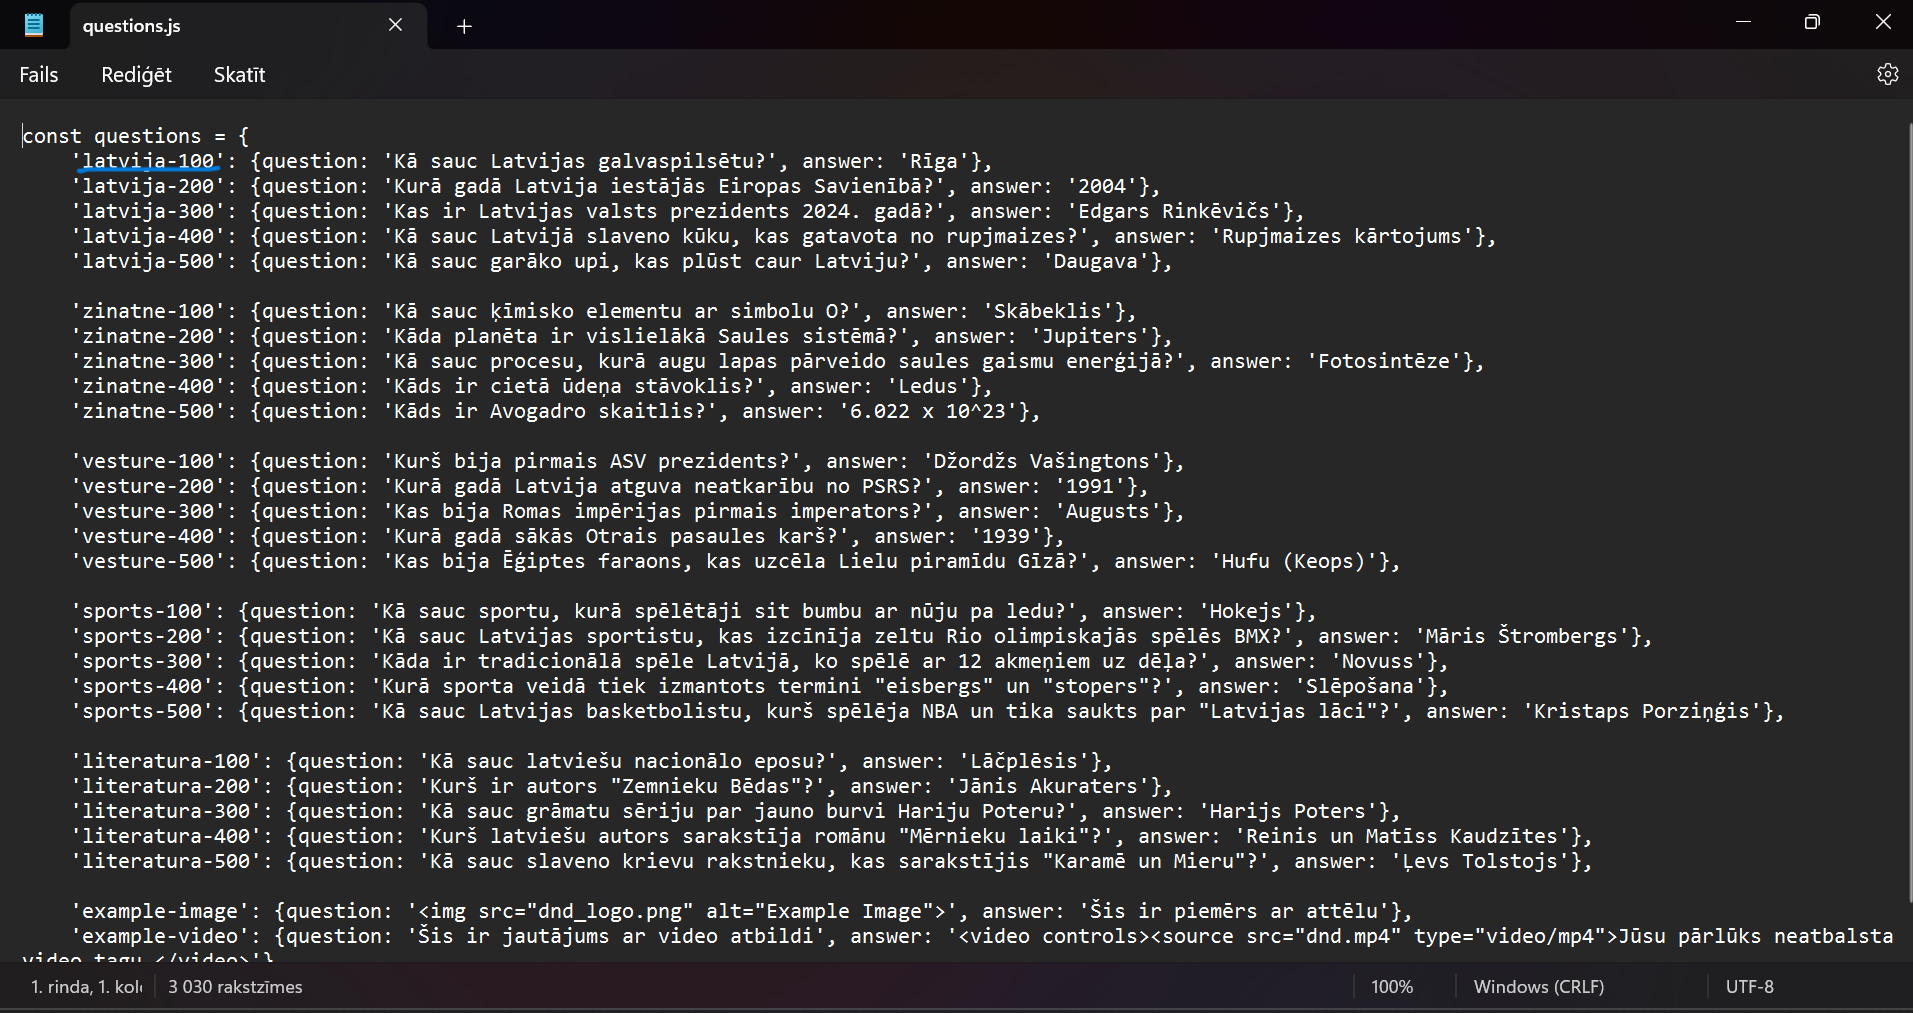 questions.js
Fails Rediģēt Skatīt
const questions = {
'latvija-100': {question: 'Kā sauc Latvijas galvaspilsētu?', answer: 'Rīga'},
'latvija-200': {question: 'Kurā gadā Latvija iestājās Eiropas Savienībā?', answer: '2004'},
'latvija-300': {question: 'Kas ir Latvijas valsts prezidents 2024. gadā?', answer: 'Edgars Rinkēvičs'},
'latvija-400': {question: 'Kā sauc Latvijā slaveno kūku, kas gatavota no rupjmaizes?', answer: 'Rupjmaizes kārtojums'},
'latvija-500': {question: 'Kā sauc garāko upi, kas plūst caur Latviju?', answer: 'Daugava'},
'zinatne-100': {question: 'Kā sauc ķīmisko elementu ar simbolu O?', answer: 'Skābeklis'},
'zinatne-200': {question: 'Kāda planēta ir vislielākā Saules sistēmā?', answer: 'Jupiters'},
'zinatne-300': {question: 'Kā sauc procesu, kurā augu lapas pārveido saules gaismu enerģijā?', answer: 'Fotosintēze'},
'zinatne-400': {question: 'Kāds ir cietā ūdeņa stāvoklis?', answer: 'Ledus'},
'zinatne-500': {question: 'Kāds ir Avogadro skaitlis?', answer: '6.022 x 10^23'},
'vesture-100': {question: 'Kurš bija pirmais ASV prezidents?', answer: 'Džordžs Vašingtons'},
'vesture-200': {question: 'Kurā gadā Latvija atguva neatkarību no PSRS?', answer: '1991'},
'vesture-300': {question: 'Kas bija Romas impērijas pirmais imperators?', answer: 'Augusts'},
'vesture-400': {question: 'Kurā gadā sākās Otrais pasaules karš?', answer: '1939'},
'vesture-500': {question: 'Kas bija Ēģiptes faraons, kas uzcēla Lielu piramīdu Gīzā?', answer: 'Hufu (Keops)'},
'sports-100': {question: 'Kā sauc sportu, kurā spēlētāji sit bumbu ar nūju pa ledu?', answer: 'Hokejs'},
'sports-200': {question: 'Kā sauc Latvijas sportistu, kas izcīnīja zeltu Rio olimpiskajās spēlēs BMX?', answer: 'Māris Štrombergs'},
'sports-300': {question: 'Kāda ir tradicionālā spēle Latvijā, ko spēlē ar 12 akmeņiem uz dēļa?', answer: 'Novuss'},
'sports-400': {question: 'Kurā sporta veidā tiek izmantots termini "eisbergs" un "stopers"?', answer: 'Slēpošana'},
'sports-500': {question: 'Kā sauc Latvijas basketbolistu, kurš spēlēja NBA un tika saukts par "Latvijas lāci"?', answer: 'Kristaps Porziņģis'},
'literatura-100': {question: 'Kā sauc latviešu nacionālo eposu?', answer: 'Lāčplēsis'},
'literatura-200': {question: 'Kurš ir autors "Zemnieku Bēdas"?', answer: 'Jānis Akuraters'},
'literatura-300': {question: 'Kā sauc grāmatu sēriju par jauno burvi Hariju Poteru?', answer: 'Harijs Poters'},
'literatura-400': {question: 'Kurš latviešu autors sarakstīja romānu "Mērnieku laiki"?', answer: 'Reinis un Matīss Kaudzītes'},
'literatura-500': {question: 'Kā sauc slaveno krievu rakstnieku, kas sarakstījis "Karamē un Mieru"?', answer: 'Ļevs Tolstojs'},
'example-image': {question: '<img src="dnd_logo.png" alt="Example Image">', answer: 'Šis ir piemērs ar attēlu'},
'example-video': {question: 'Šis ir jautājums ar video atbildi', answer: '<video controls><source src="dnd.mp4" type="video/mp4">Jūsu pārlūks neatbalsta
video tagu.</video>'}
1. rinda, 1. kol 3 030 rakstzīmes 100% Windows (CRLF) UTF-8